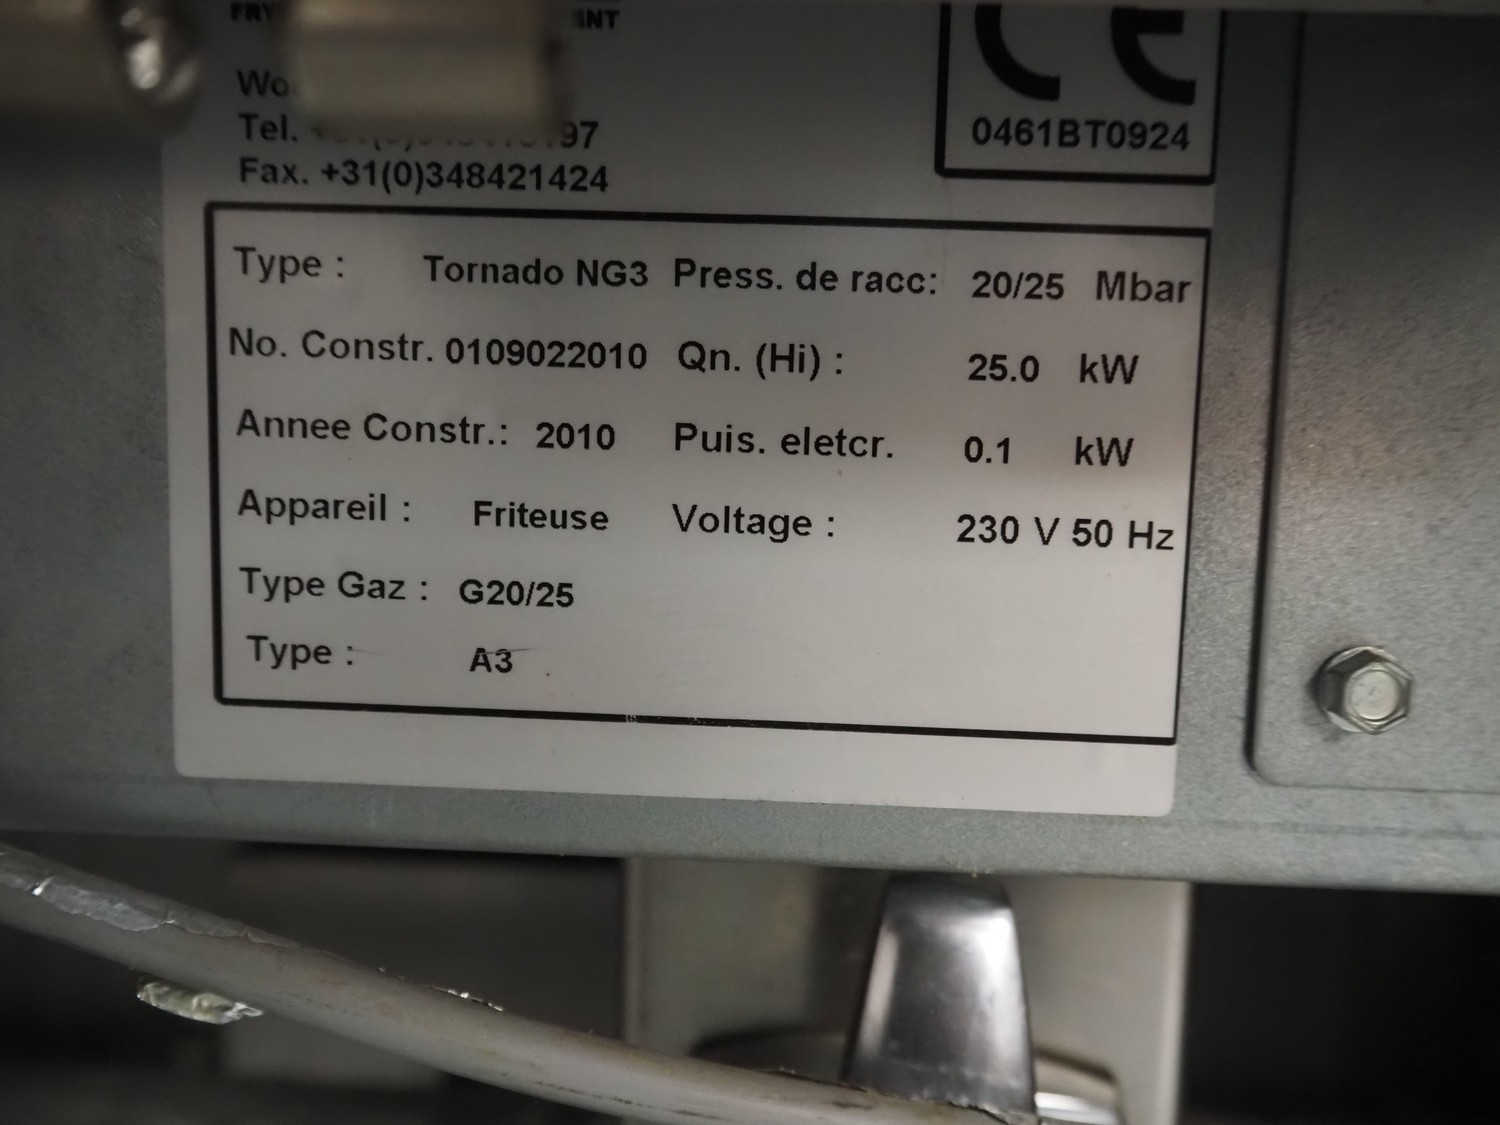 CE
Tel.
0461BT0924
Fax. +31(0)348421424
Type : Tornado NG3 Press. de racc: 20/25 Mbar
No. Constr. 0109022010 Qn. (Hi) : 25.0 kW
Annee Constr.: 2010 Puis. eletcr. 0.1 kW
Appareil : Friteuse Voltage : 230 V 50 Hz
Type Gaz : G20/25
Type : A3